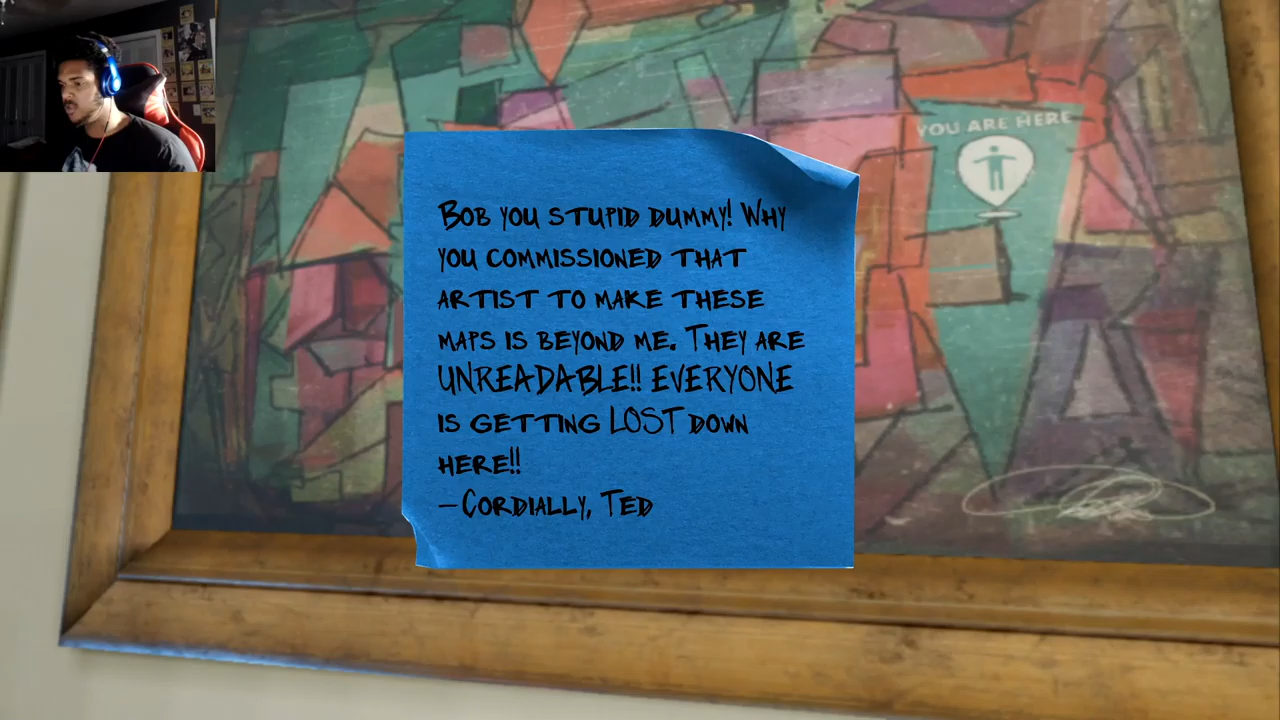 YOU ARE HERE
BOB YOU STUPID DUMMY! WHY
YOU COMMISSIONED THAT
ARTIST TO MAKE THESE
MAPS IS BEYOND ME. THEY ARE
UNREADABLE!! EVERYONE
IS GETTING LOST DOWN
HERE!!
—CORDIALLY, TED